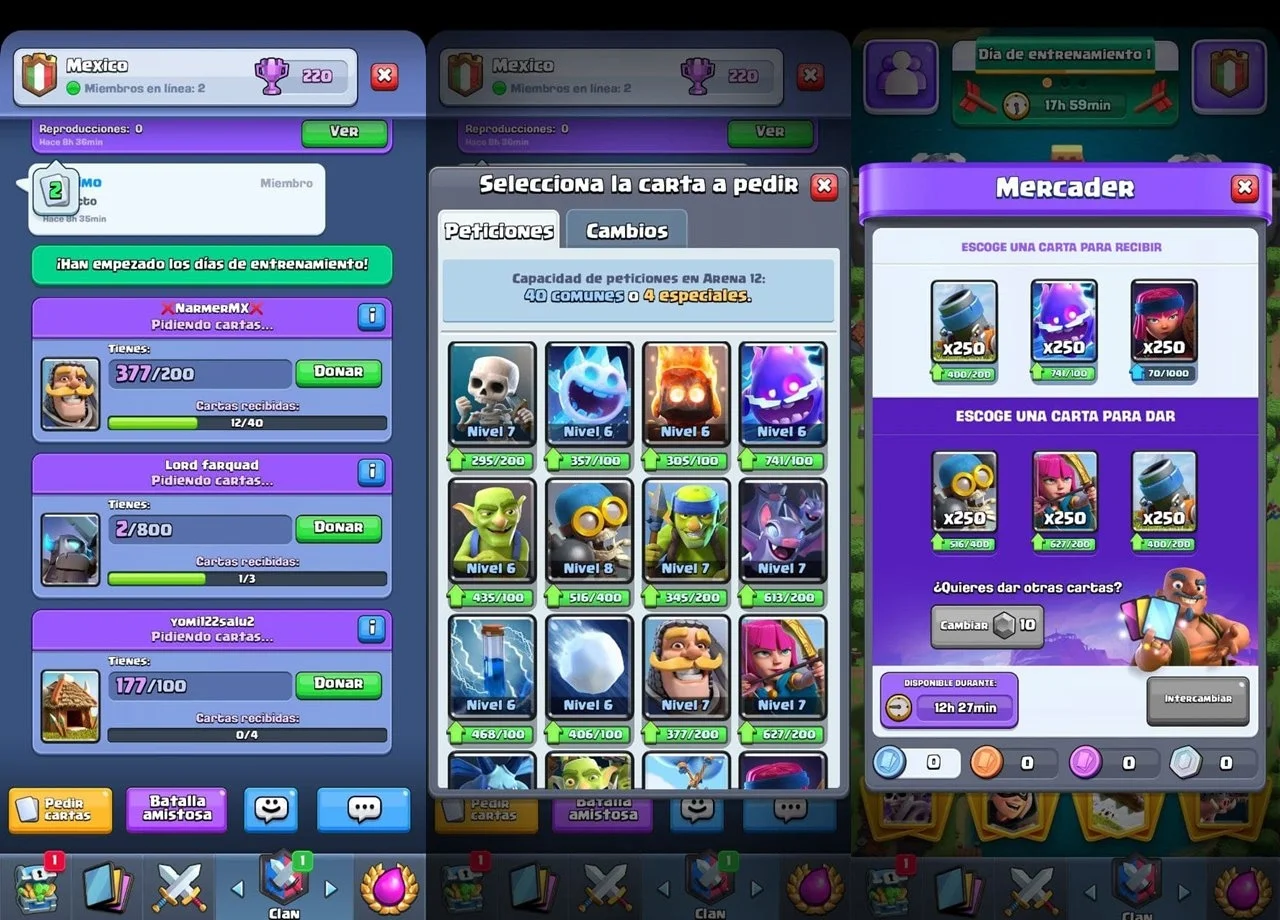 Mexico
220
Miembros en línea: 2
Reproducciones: 0
Hace 8h 36min
Ver
2
MO
Miembro
cto
Hace 8h 35min
¡Han empezado los días de entrenamiento!
❌NarmerMX❌
Pidiendo cartas...
i
Tienes:
377/200
Donar
Cartas recibidas:
12/40
Lord farquad
Pidiendo cartas...
i
Tienes:
2/800
Donar
Cartas recibidas:
1/3
yomil22salu2
Pidiendo cartas...
i
Tienes:
177/100
Donar
Cartas recibidas:
0/4
Pedir
cartas
Batalla
amistosa
1
1
1
Clan
Mexico
220
Miembros en línea: 2
Reproducciones: 0
Hace 8h 36min
Ver
Selecciona la carta a pedir
Peticiones
Cambios
Capacidad de peticiones en Arena 12:
40 comunes o 4 especiales.
Nivel 7
Nivel 6
Nivel 6
Nivel 6
295/200
357/100
305/100
741/100
Nivel 6
Nivel 8
Nivel 7
Nivel 7
435/100
516/400
345/200
613/200
Nivel 6
Nivel 6
Nivel 7
Nivel 7
468/100
406/100
377/200
627/200
Pedir
cartas
Batalla
amistosa
1
1
1
Clan
Día de entrenamiento 1
17h 59min
Mercader
ESCOGE UNA CARTA PARA RECIBIR
x250
x250
x250
400/200
741/100
70/1000
ESCOGE UNA CARTA PARA DAR
x250
x250
x250
516/400
627/200
400/200
¿Quieres dar otras cartas?
Cambiar 10
DISPONIBLE DURANTE:
12h 27min
Intercambiar
0
0
0
0
1
1
Clan